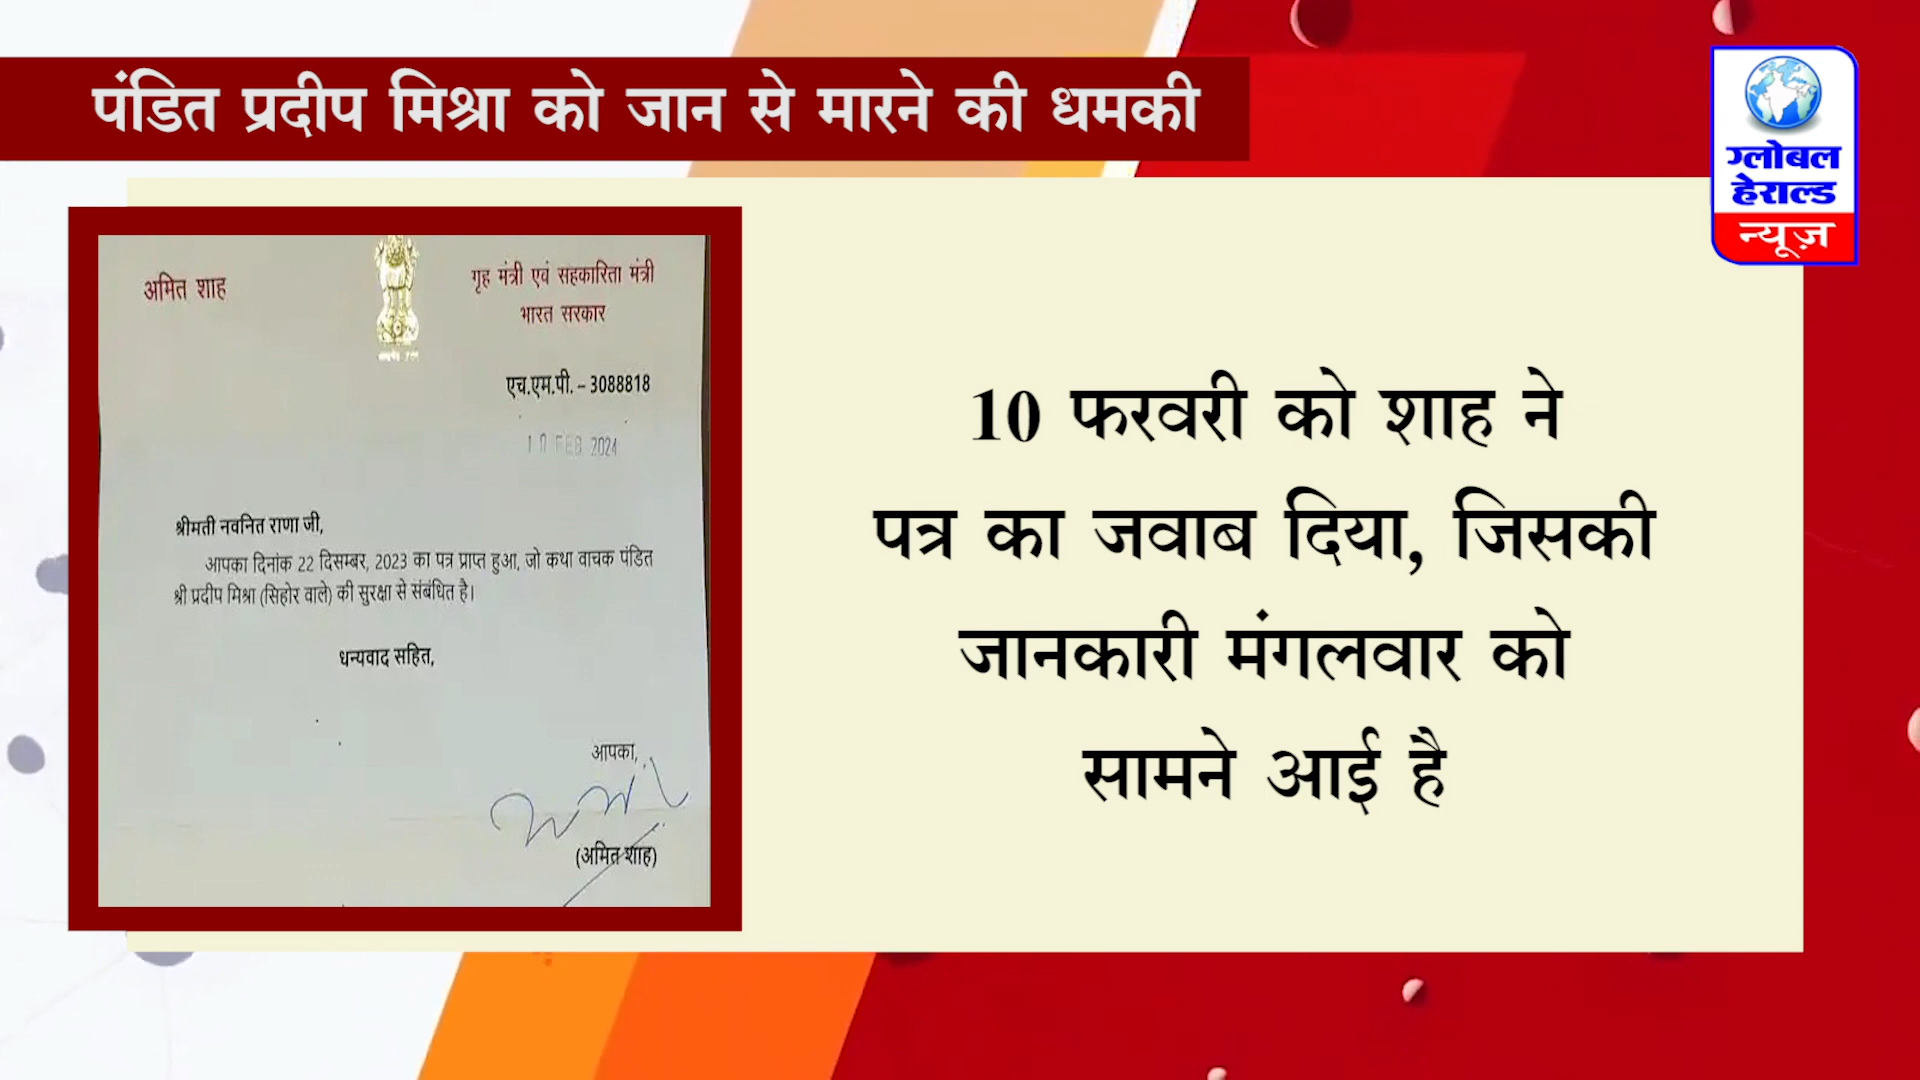 पंडित प्रदीप मिश्रा को जान से मारने की धमकी
ग्लोबल
हेराल्ड
न्यूज़
अमित शाह
गृह मंत्री एवं सहकारिता मंत्री
भारत सरकार
एच.एम.पी. – 3088818
10 FEB 2024
श्रीमती नवनित राणा जी,
आपका दिनांक 22 दिसम्बर, 2023 का पत्र प्राप्त हुआ, जो कथा वाचक पंडित
श्री प्रदीप मिश्रा (सिहोर वाले) की सुरक्षा से संबंधित है।
धन्यवाद सहित,
आपका,
(अमित शाह)
10 फरवरी को शाह ने
पत्र का जवाब दिया, जिसकी
जानकारी मंगलवार को
सामने आई है